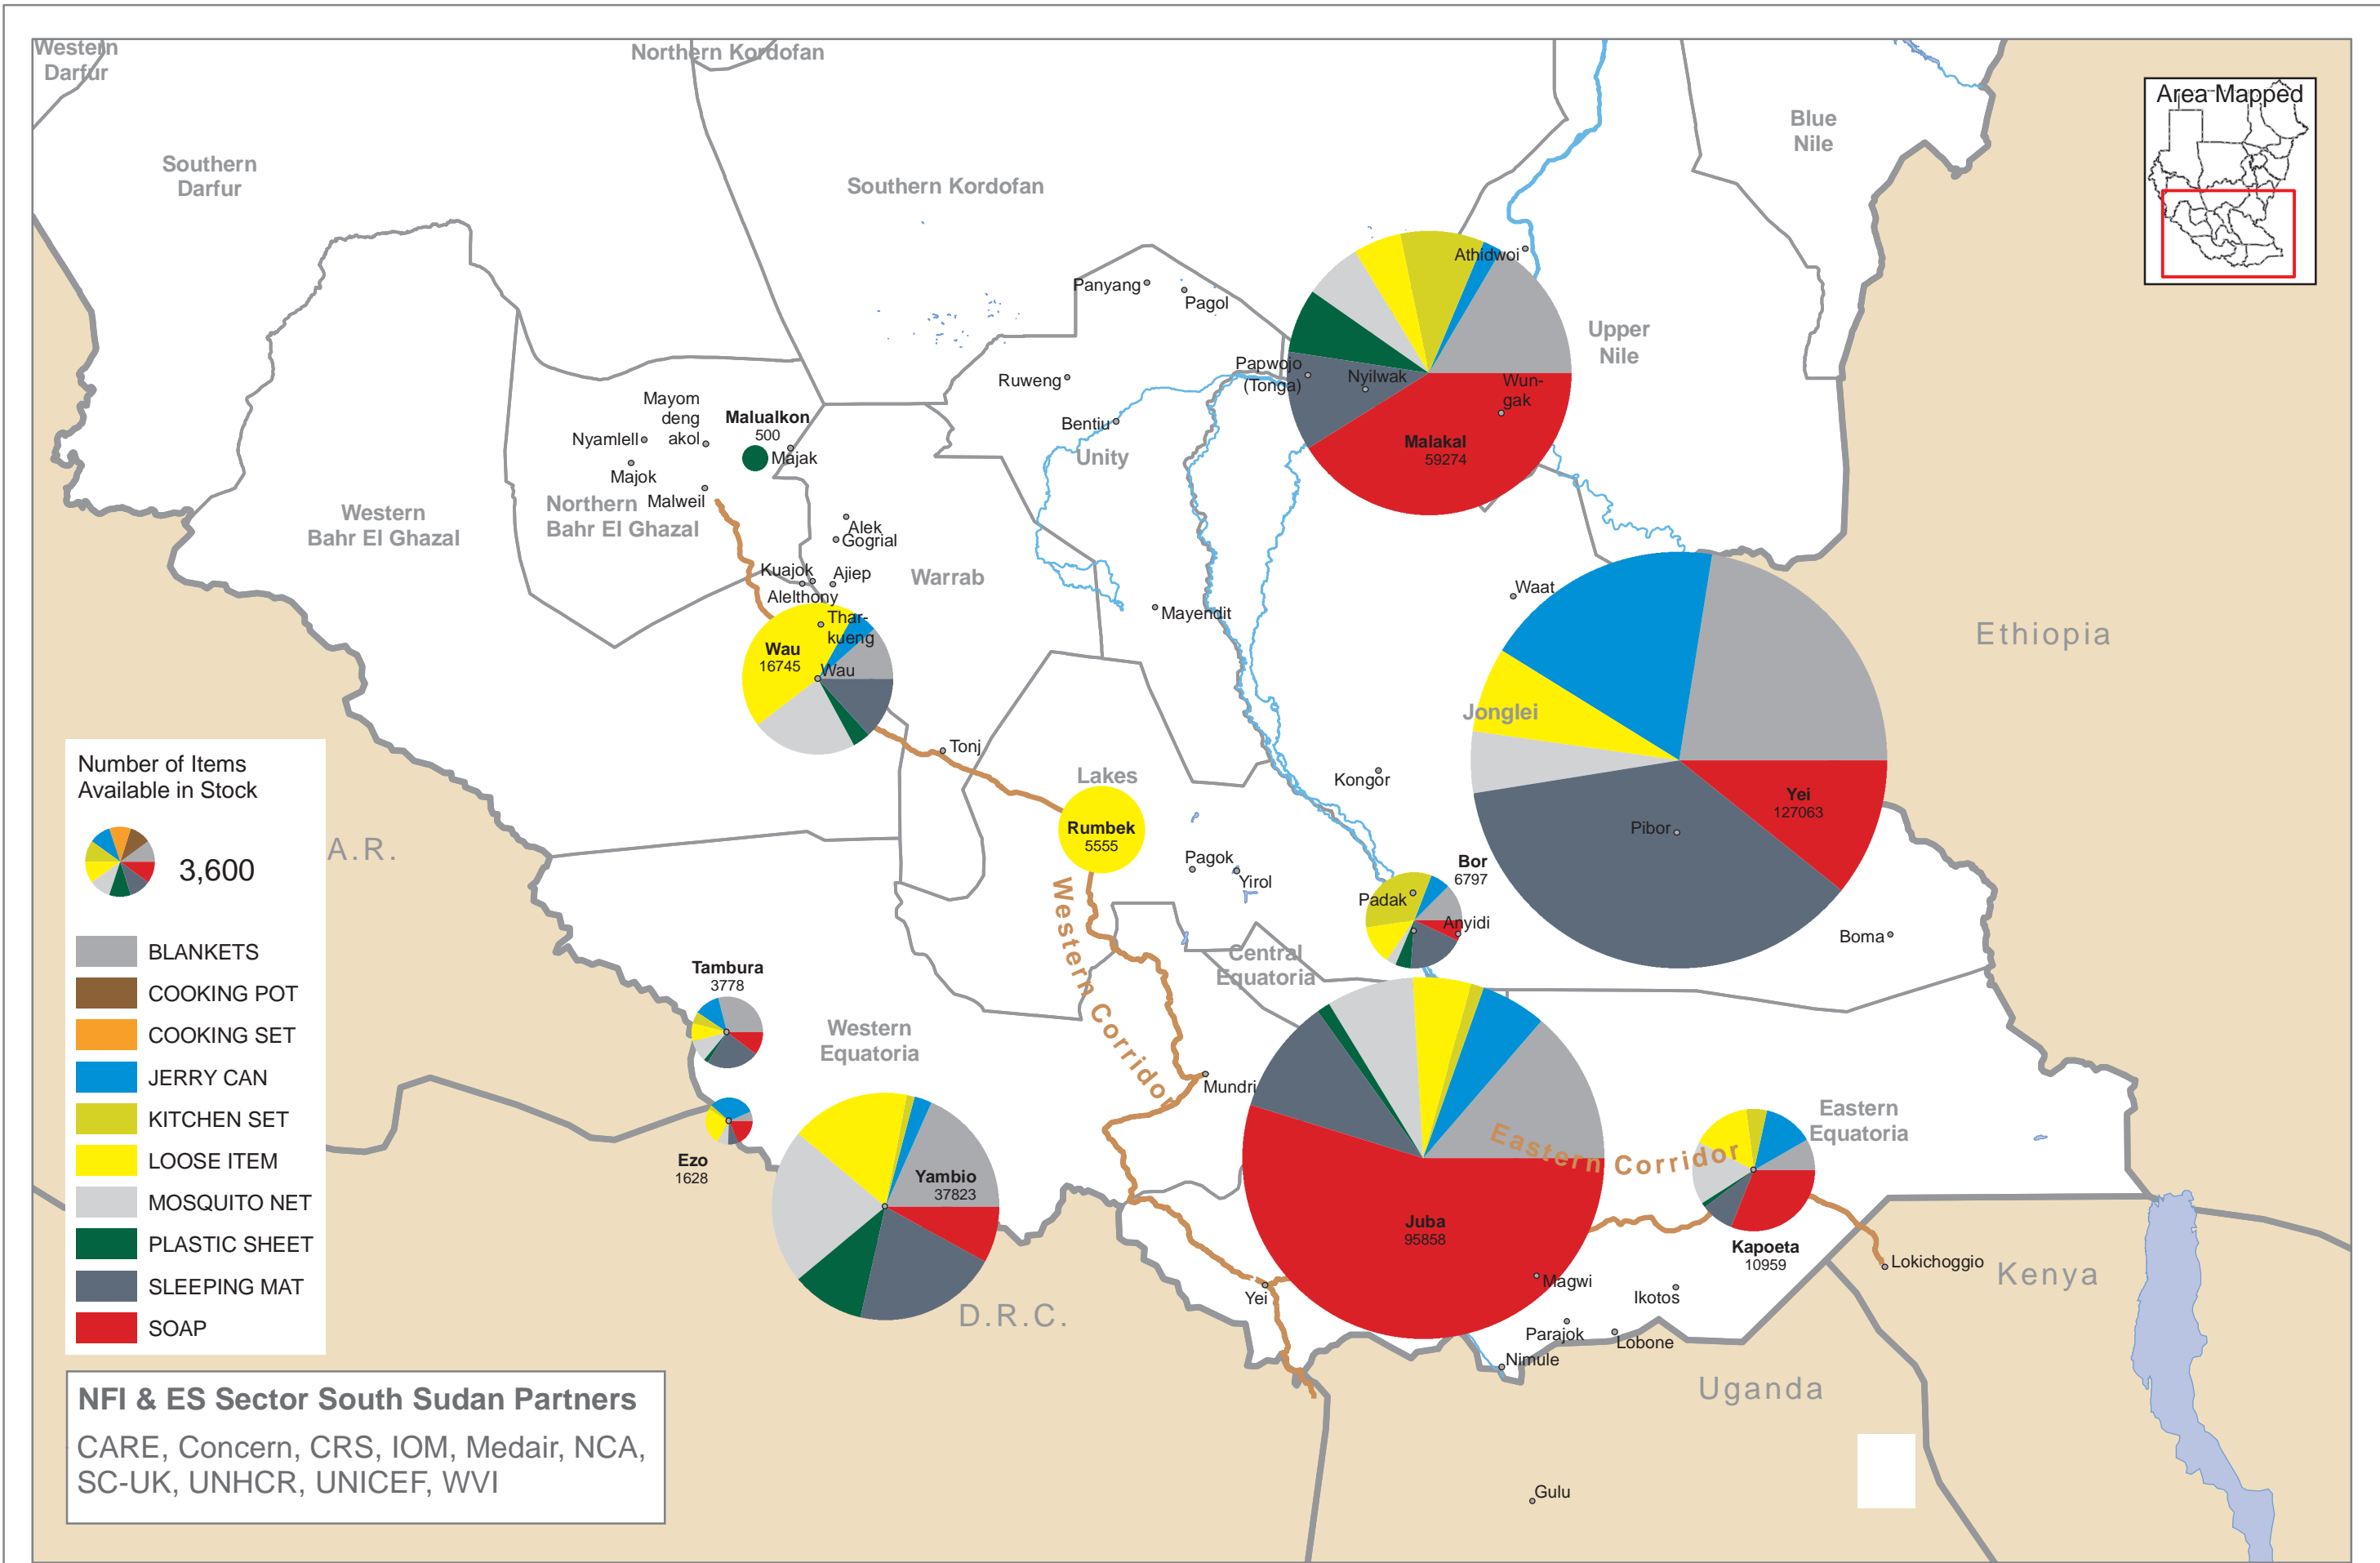 Western
Darfur
Northern Kordofan
Area Mapped
Blue
Nile
Southern
Darfur
Southern Kordofan
Athidwoi
Panyang
Pagol
Upper
Nile
Papwojo
(Tonga)
Nyilwak
Wun-
gak
Ruweng
Mayom
deng
akol
Malualkon
500
Nyamlell
Majak
Bentiu
Unity
Malakal
59274
Majok
Malweil
Northern
Bahr El Ghazal
Western
Bahr El Ghazal
Alek
Gogrial
Kuajok
Ajiep
Alelthony
Warrab
Waat
Mayendit
Thar-
kueng
Wau
16745
Wau
Ethiopia
Jonglei
Tonj
Lakes
Kongor
Yei
127063
Pibor
Number of Items
Available in Stock
3,600
A.R.
Rumbek
5555
Pagok
Yirol
Bor
6797
Padak
Anyidi
Boma
Western Corridor
Central
Equatoria
BLANKETS
COOKING POT
COOKING SET
JERRY CAN
KITCHEN SET
LOOSE ITEM
MOSQUITO NET
PLASTIC SHEET
SLEEPING MAT
SOAP
Tambura
3778
Western
Equatoria
Mundri
Eastern
Equatoria
Eastern Corridor
Ezo
1628
Yambio
37823
Juba
95858
Kapoeta
10959
Lokichoggio
Kenya
Magwi
Ikotos
Yei
D.R.C.
Parajok
Lobone
Nimule
Uganda
NFI & ES Sector South Sudan Partners
CARE, Concern, CRS, IOM, Medair, NCA,
SC-UK, UNHCR, UNICEF, WVI
Gulu